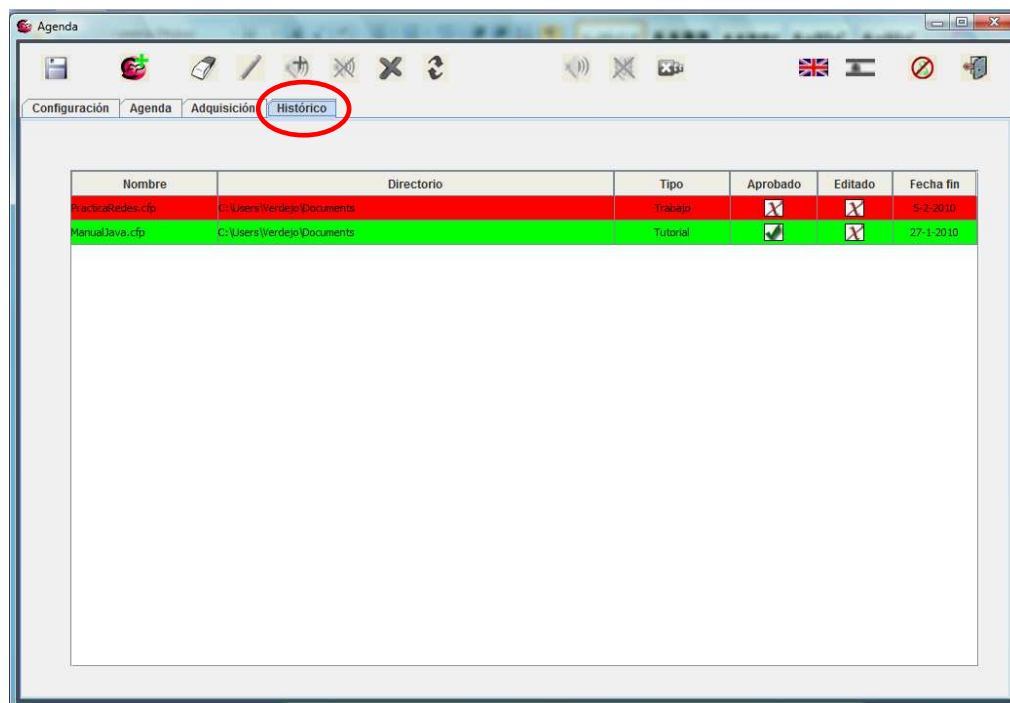 Agenda
Configuración Agenda Adquisición Histórico
Nombre Directorio Tipo Aprobado Editado Fecha fin
PracticaRedes.cfp C:\Users\Verdejo\Documents Trabajo 5-2-2010
ManualJava.cfp C:\Users\Verdejo\Documents Tutorial 27-1-2010